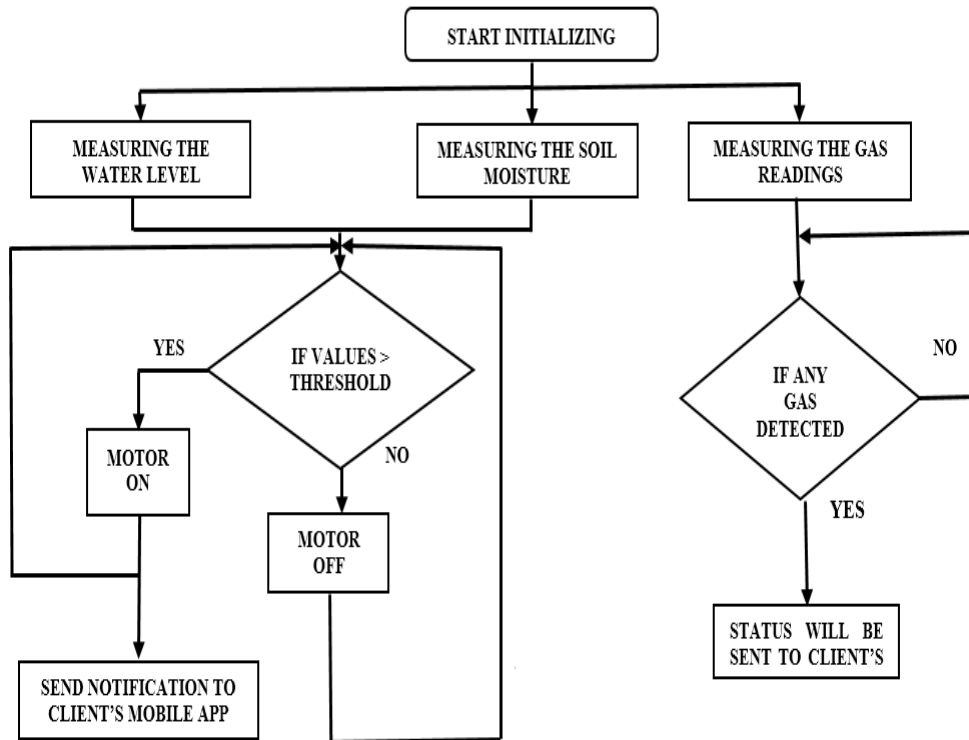 START INITIALIZING
MEASURING THE
WATER LEVEL
MEASURING THE SOIL
MOISTURE
MEASURING THE GAS
READINGS
YES
IF VALUES >
THRESHOLD
NO
MOTOR
ON
MOTOR
OFF
SEND NOTIFICATION TO
CLIENT'S MOBILE APP
NO
IF ANY
GAS
DETECTED
YES
STATUS WILL BE
SENT TO CLIENT'S